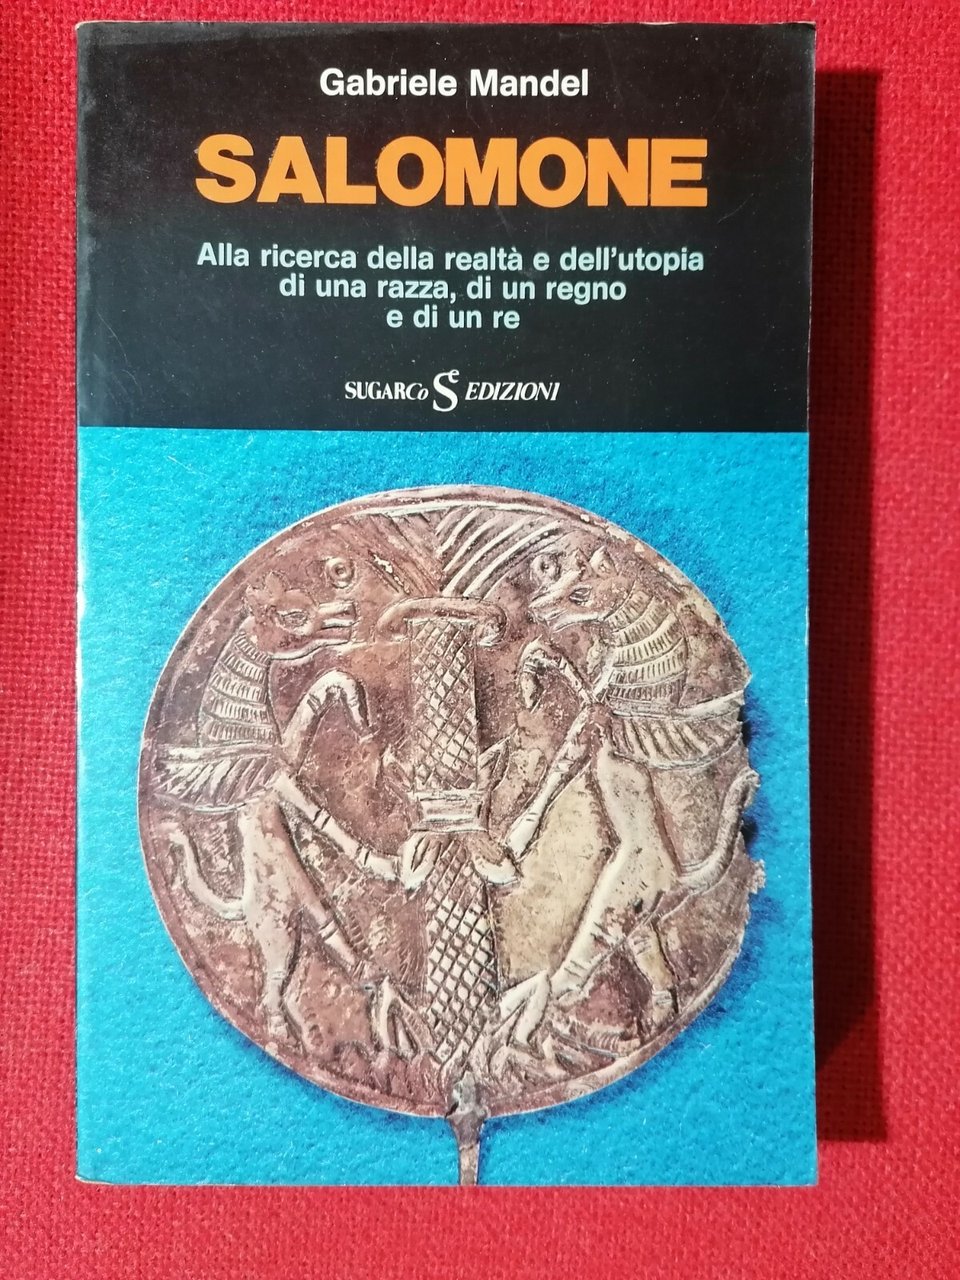 Gabriele Mandel
SALOMONE
Alla ricerca della realtà e dell'utopia
di una razza, di un regno
e di un re
SUGARCo Se EDIZIONI